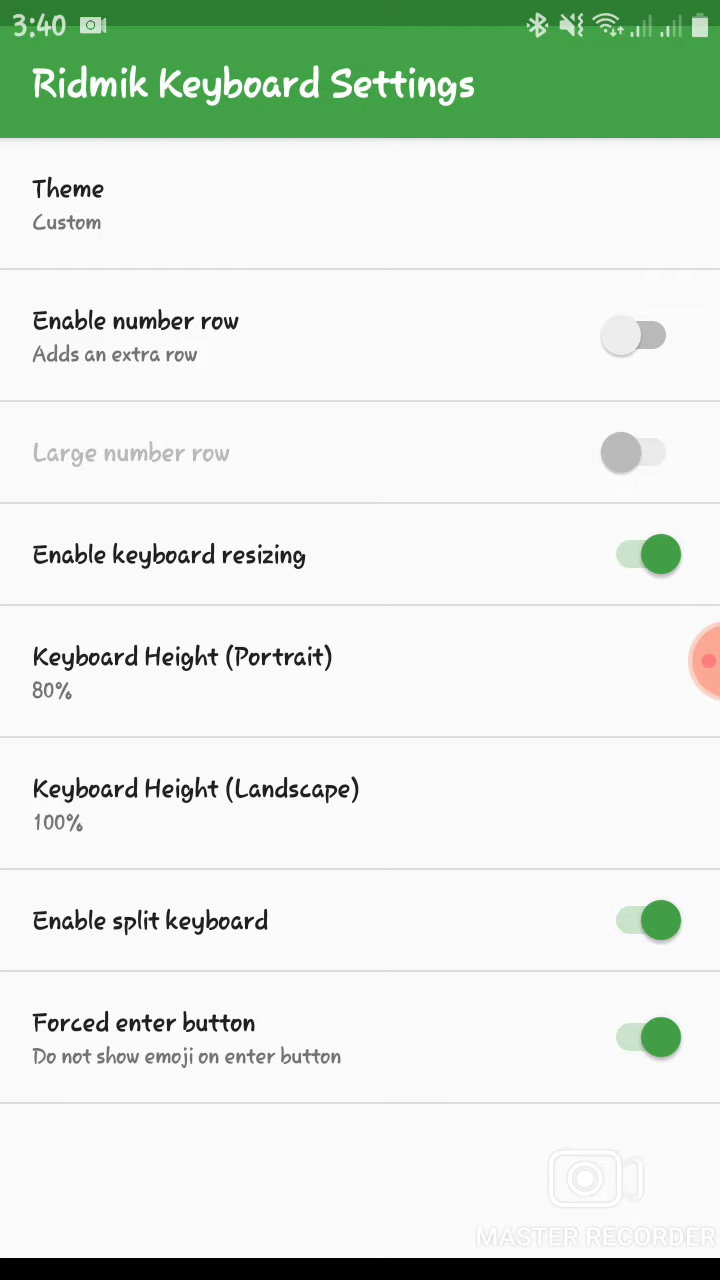 3:40
Ridmik Keyboard Settings
Theme
Custom
Enable number row
Adds an extra row
Large number row
Enable keyboard resizing
Keyboard Height (Portrait)
80%
Keyboard Height (Landscape)
100%
Enable split keyboard
Forced enter button
Do not show emoji on enter button
MASTER RECORDER